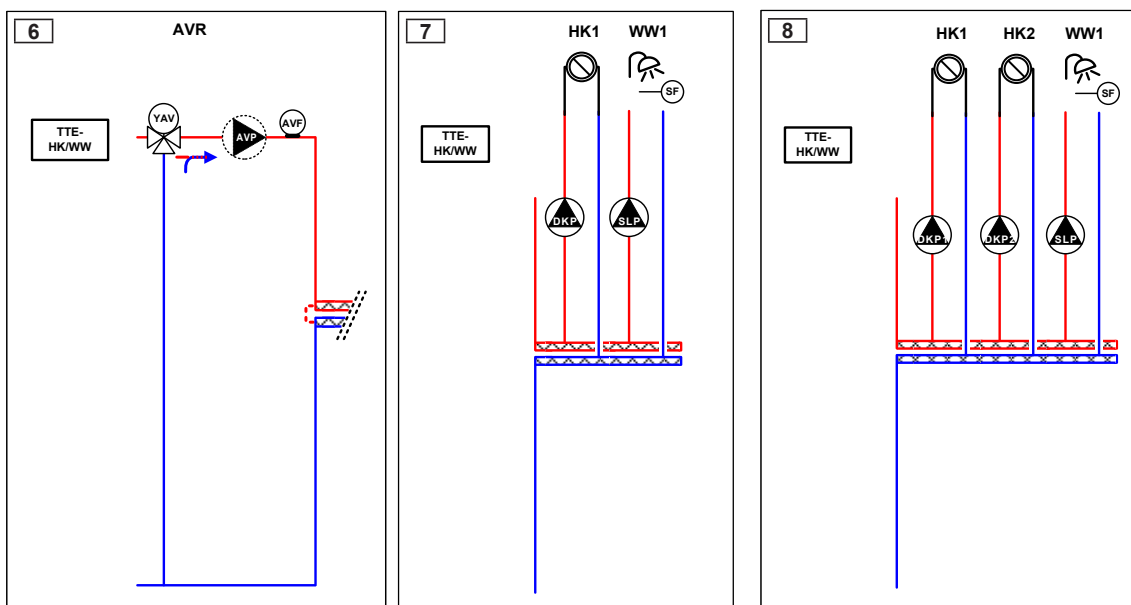 6
AVR
YAV
AVP
AVF
TTE-
HK/WW
7
HK1
WW1
SF
TTE-
HK/WW
DKP
SLP
8
HK1
HK2
WW1
SF
TTE-
HK/WW
DKP1
DKP2
SLP